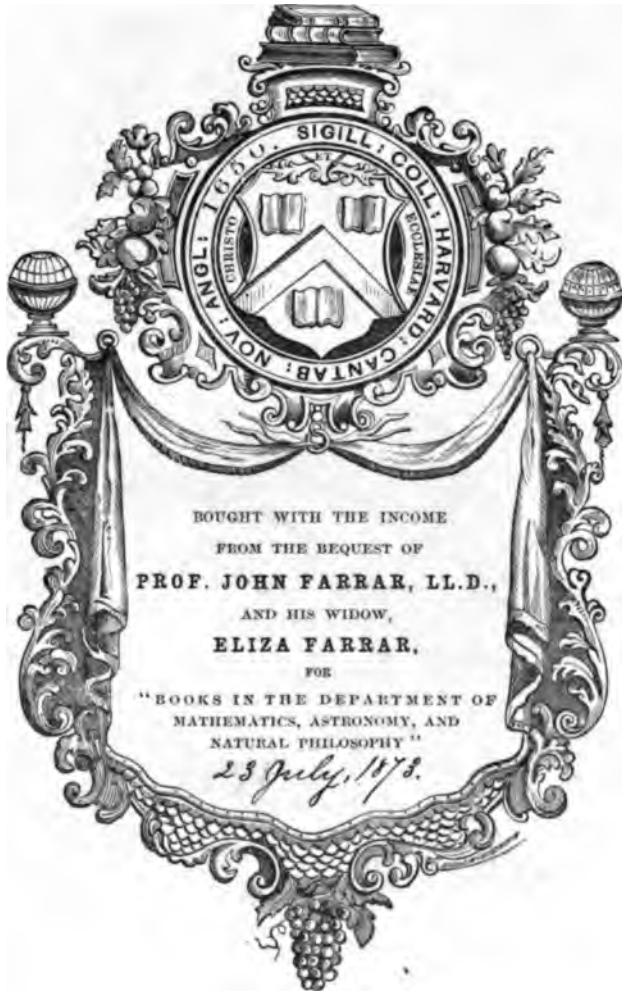 SIGILL: COLL: HARVARD: CANTAB: NOV: ANGL: 1650.
ET
CHRISTO
ECCLESIAE
BOUGHT WITH THE INCOME
FROM THE BEQUEST OF
PROF. JOHN FARRAR, LL.D.,
AND HIS WIDOW,
ELIZA FARRAR,
FOR
"BOOKS IN THE DEPARTMENT OF
MATHEMATICS, ASTRONOMY, AND
NATURAL PHILOSOPHY"
23 July, 1873.